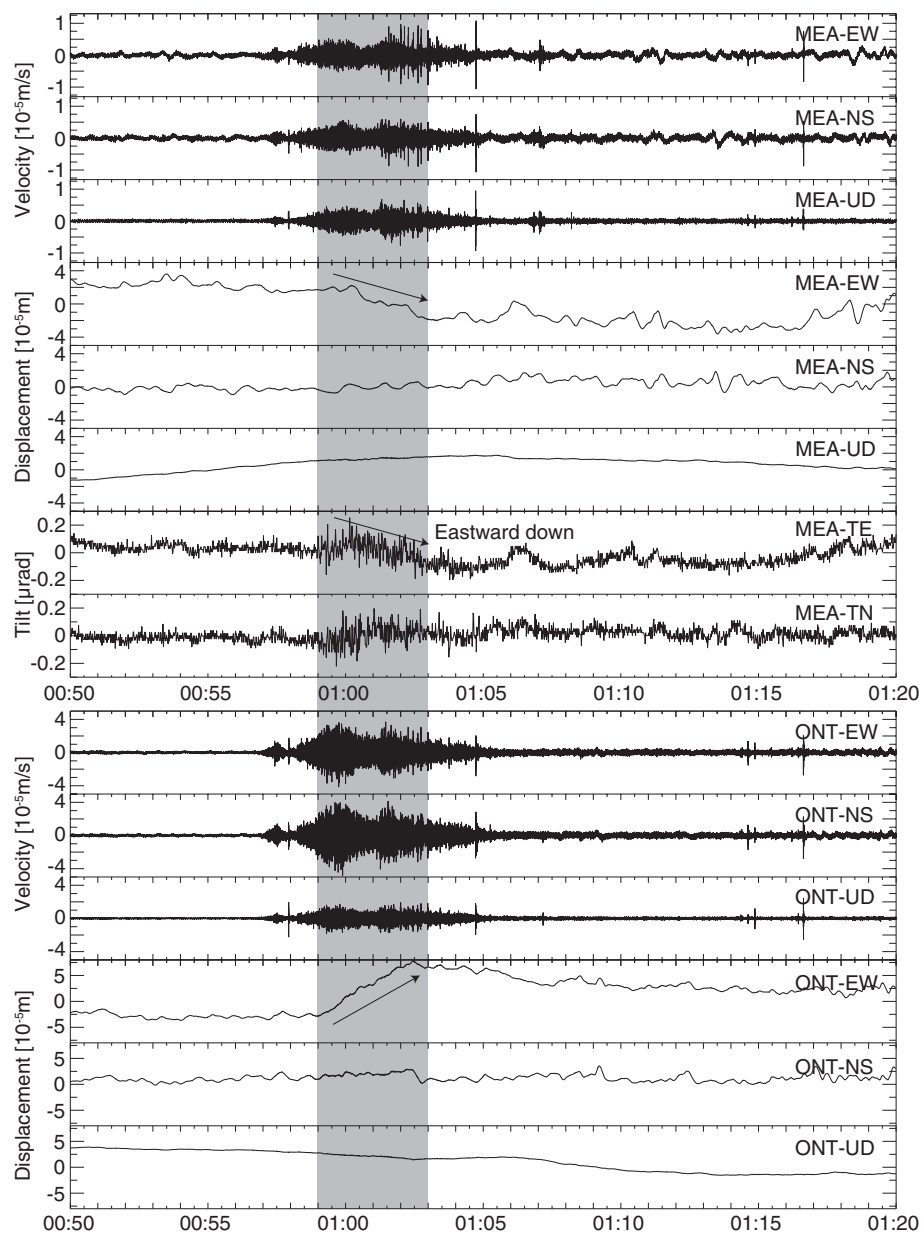 1
0
-1
MEA-EW
1
0
-1
MEA-NS
1
0
-1
MEA-UD
Velocity [10⁻⁵m/s]
4
0
-4
MEA-EW
4
0
-4
MEA-NS
4
0
-4
MEA-UD
Displacement [10⁻⁵m]
0.2
0
-0.2
Eastward down
MEA-TE
0.2
0
-0.2
MEA-TN
Tilt [μrad]
00:50 00:55 01:00 01:05 01:10 01:15 01:20
4
0
-4
ONT-EW
4
0
-4
ONT-NS
4
0
-4
ONT-UD
Velocity [10⁻⁵m/s]
5
0
-5
ONT-EW
5
0
-5
ONT-NS
5
0
-5
ONT-UD
Displacement [10⁻⁵m]
00:50 00:55 01:00 01:05 01:10 01:15 01:20